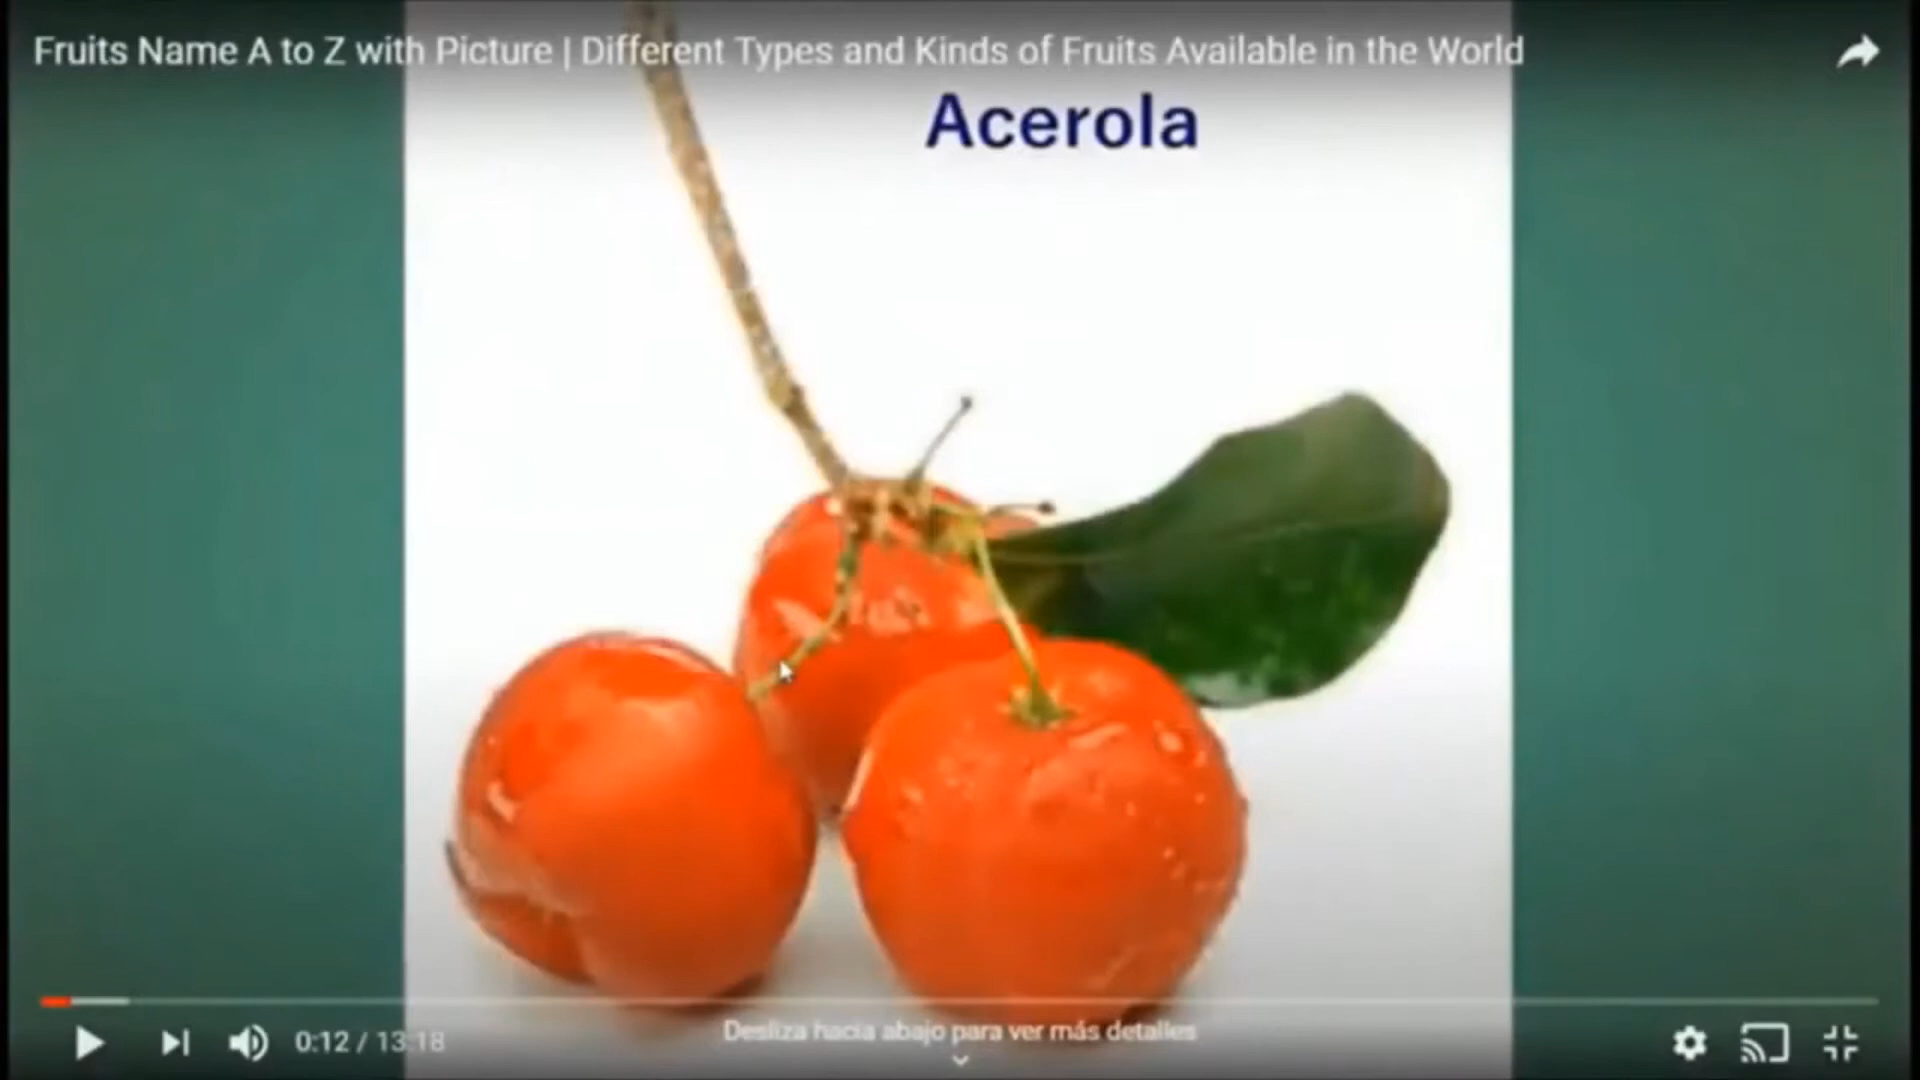 Fruits Name A to Z with Picture | Different Types and Kinds of Fruits Available in the World
Acerola
0:12 / 13:18
Desliza hacia abajo para ver más detalles